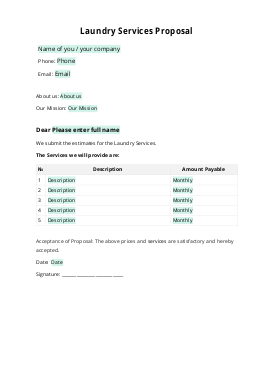 Laundry Services Proposal
Name of you / your company
Phone: Phone
Email: Email
About us: About us
Our Mission: Our Mission
Dear Please enter full name
We submit the estimates for the Laundry Services.
The Services we will provide are:
№ Description Amount Payable
1 Description Monthly
2 Description Monthly
3 Description Monthly
4 Description Monthly
5 Description Monthly
Acceptance of Proposal: The above prices and services are satisfactory and hereby
accepted.
Date: Date
Signature: ________________________